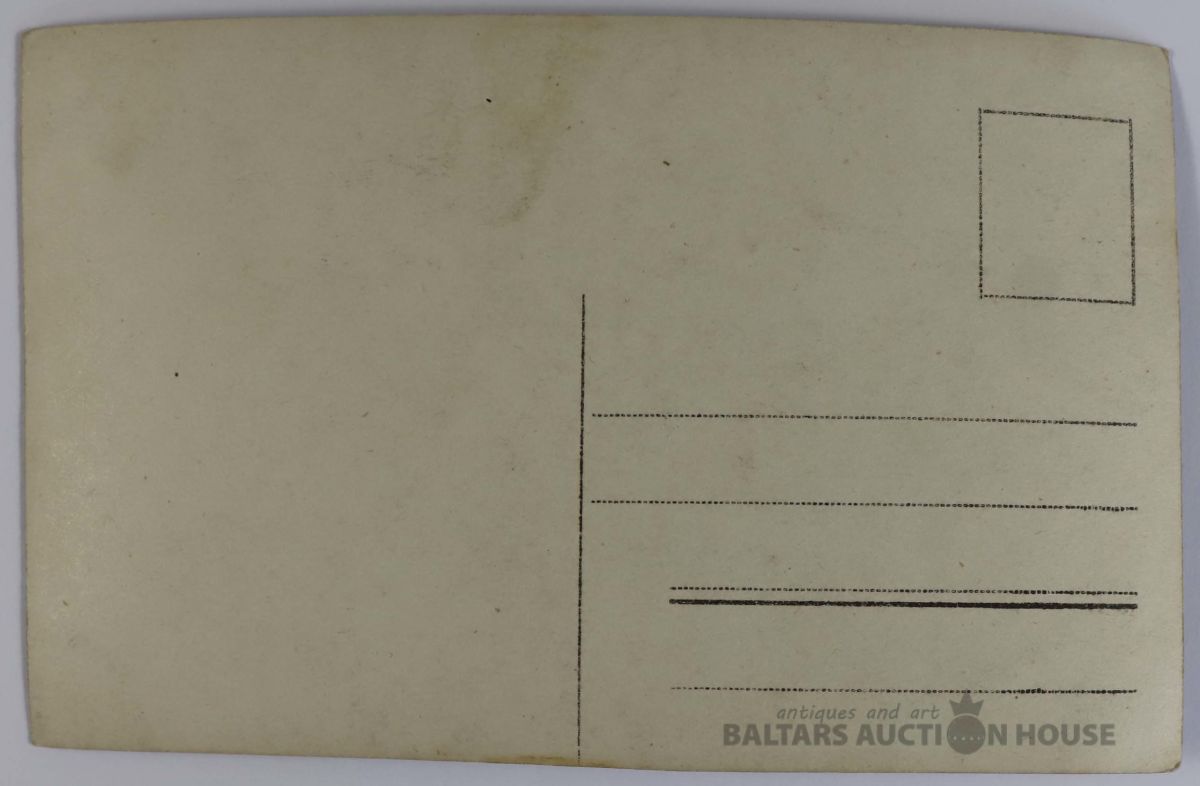 antiques and art
BALTARS AUCTION HOUSE